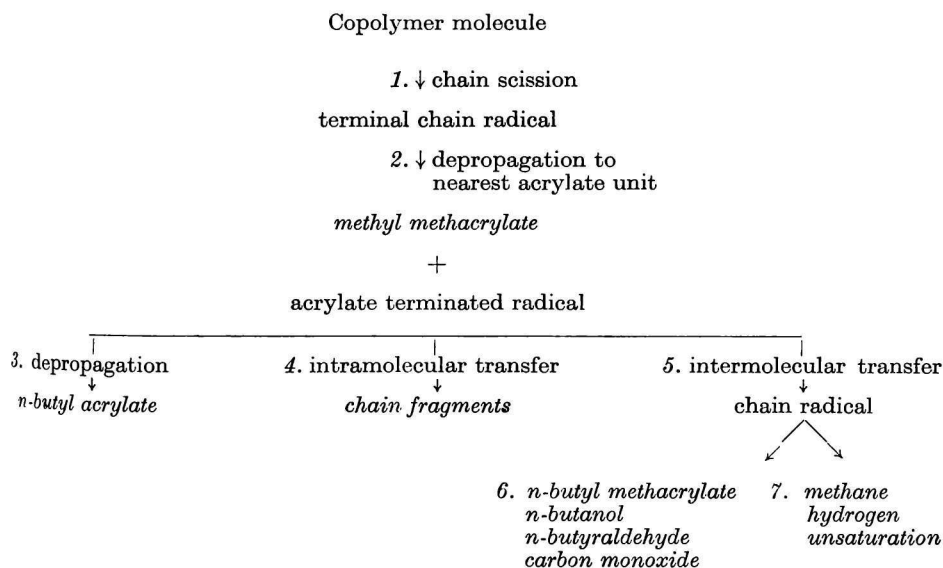 Copolymer molecule
1. ↓ chain scission
terminal chain radical
2. ↓ depropagation to
nearest acrylate unit
methyl methacrylate
+
acrylate terminated radical
3. depropagation 4. intramolecular transfer 5. intermolecular transfer
↓ ↓ ↓
n-butyl acrylate chain fragments chain radical
6. n-butyl methacrylate 7. methane
n-butanol hydrogen
n-butyraldehyde unsaturation
carbon monoxide